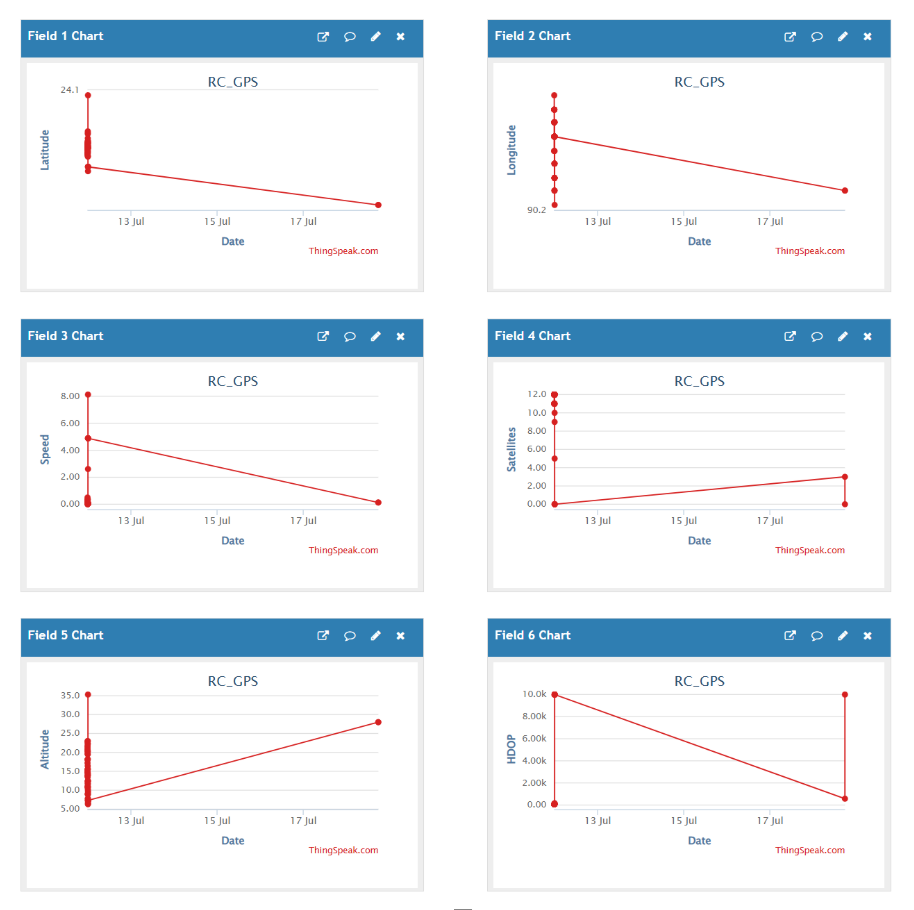 Field 1 Chart
RC_GPS
24.1
Latitude
13 Jul 15 Jul 17 Jul
Date
ThingSpeak.com
Field 2 Chart
RC_GPS
Longitude
90.2
13 Jul 15 Jul 17 Jul
Date
ThingSpeak.com
Field 3 Chart
RC_GPS
8.00
6.00
Speed
4.00
2.00
0.00
13 Jul 15 Jul 17 Jul
Date
ThingSpeak.com
Field 4 Chart
RC_GPS
12.0
10.0
8.00
Satellites
6.00
4.00
2.00
0.00
13 Jul 15 Jul 17 Jul
Date
ThingSpeak.com
Field 5 Chart
RC_GPS
35.0
30.0
25.0
Altitude
20.0
15.0
10.0
5.00
13 Jul 15 Jul 17 Jul
Date
ThingSpeak.com
Field 6 Chart
RC_GPS
10.0k
8.00k
HDOP
6.00k
4.00k
2.00k
0.00
13 Jul 15 Jul 17 Jul
Date
ThingSpeak.com